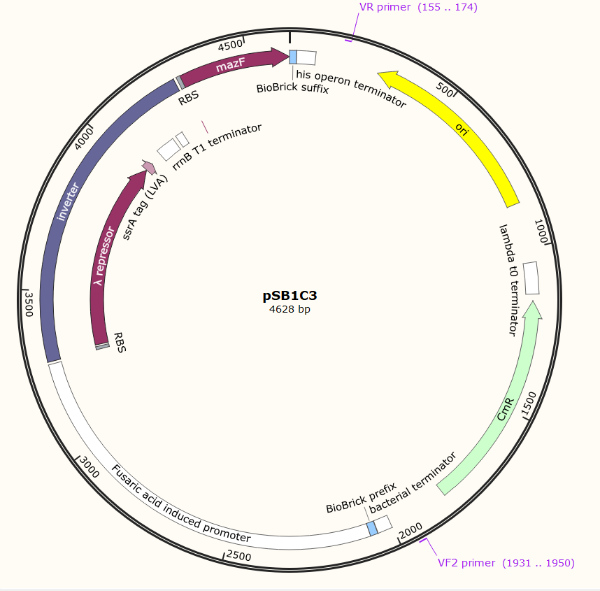 VR primer (155 .. 174)
4500
mazF
his operon terminator
BioBrick suffix
RBS
500
ori
4000
rrnB T1 terminator
inverter
ssrA tag (LVA)
λ repressor
1000
lambda t0 terminator
pSB1C3
4628 bp
3500
RBS
CmR
1500
3000
Fusaric acid induced promoter
BioBrick prefix
bacterial terminator
2000
2500
VF2 primer (1931 .. 1950)